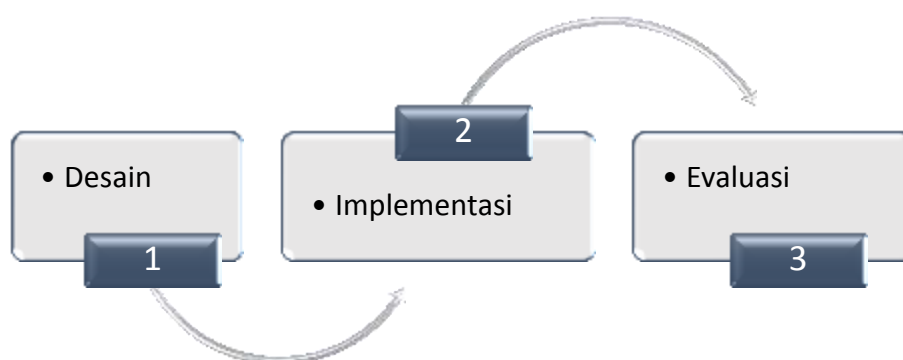 • Desain
1
2
• Implementasi
• Evaluasi
3